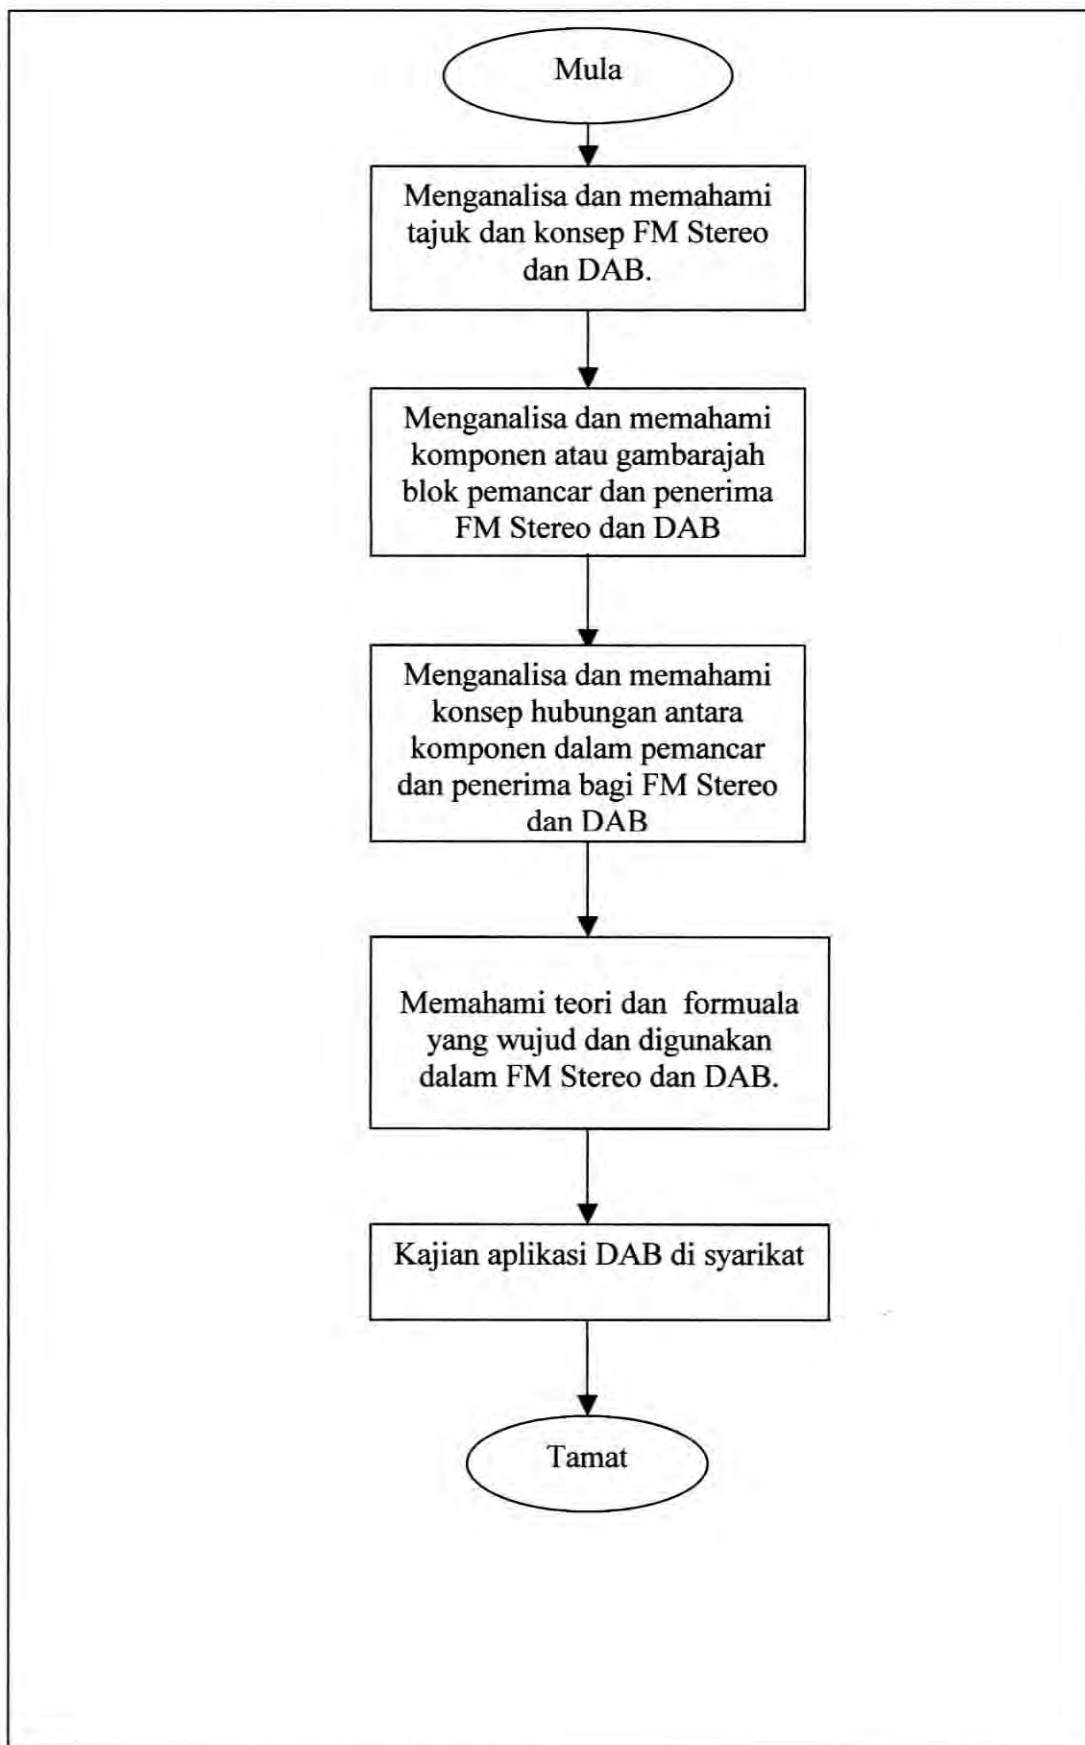 Mula
Menganalisa dan memahami
tajuk dan konsep FM Stereo
dan DAB.
Menganalisa dan memahami
komponen atau gambarajah
blok pemancar dan penerima
FM Stereo dan DAB
Menganalisa dan memahami
konsep hubungan antara
komponen dalam pemancar
dan penerima bagi FM Stereo
dan DAB
Memahami teori dan formuala
yang wujud dan digunakan
dalam FM Stereo dan DAB.
Kajian aplikasi DAB di syarikat
Tamat